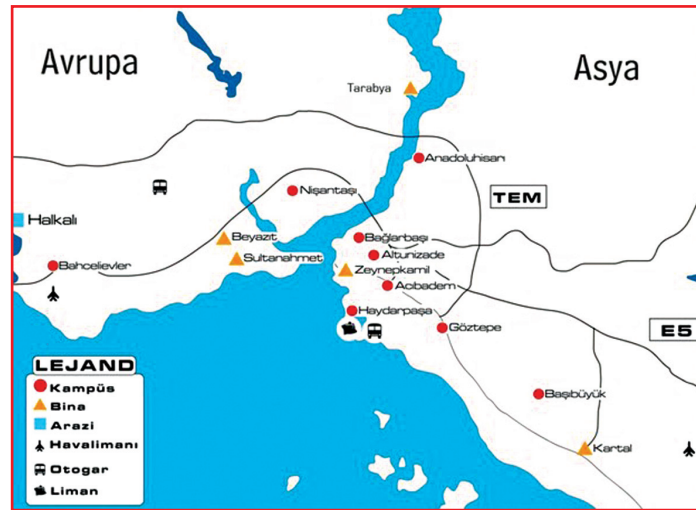 Avrupa
Asya
Tarabya
Anadoluhisarı
Nişantaşı
TEM
Halkalı
Beyazıt
Bağlarbaşı
Altunizade
Sultanahmet
Bahcelievler
Zeynepkamil
Acıbadem
Haydarpaşa
Göztepe
E5
LEJAND
Kampüs
Bina
Arazi
Havalimanı
Otogar
Liman
Başıbüyük
Kartal